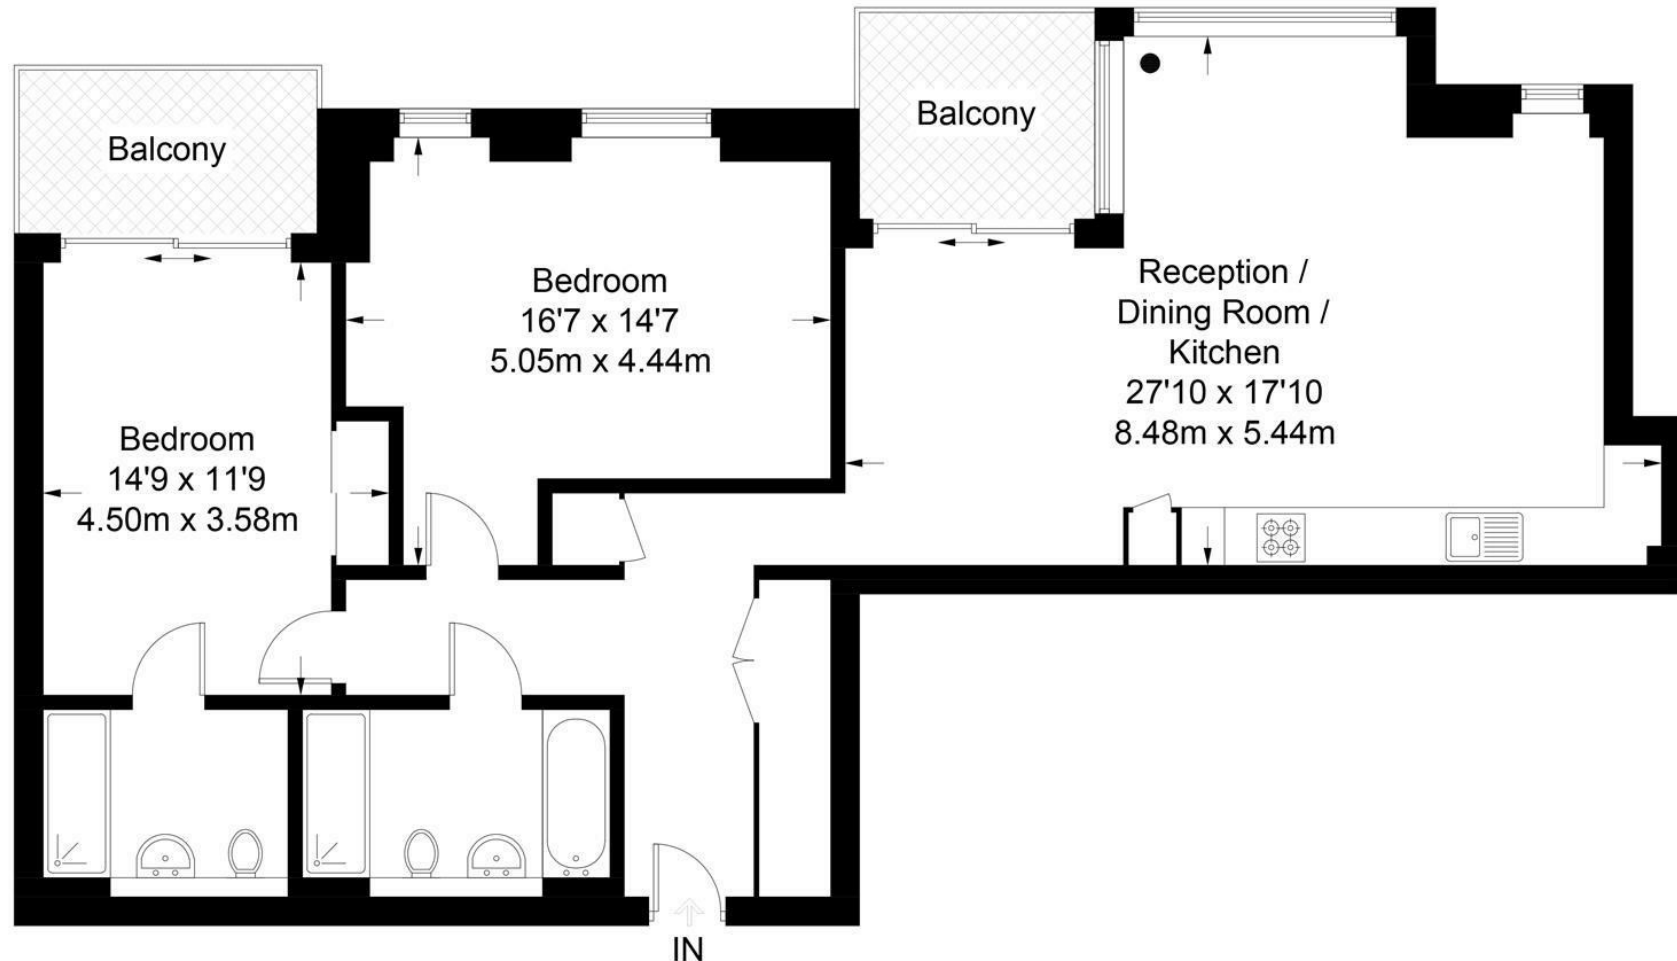 Balcony
Balcony
Bedroom
16'7 x 14'7
5.05m x 4.44m
Reception /
Dining Room /
Kitchen
27'10 x 17'10
8.48m x 5.44m
Bedroom
14'9 x 11'9
4.50m x 3.58m
IN